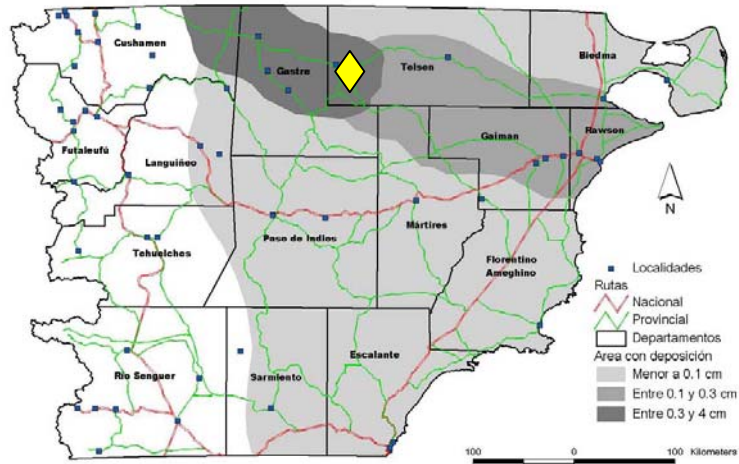 Cushamen
Gastre
Telsen
Biedma
Futaleufú
Languiñeo
Gaiman
Rawson
Paso de Indios
Mártires
Tehuelches
Florentino
Ameghino
Río Senguer
Sarmiento
Escalante
N
Localidades
Rutas
Nacional
Provincial
Departamentos
Area con deposición
Menor a 0.1 cm
Entre 0.1 y 0.3 cm
Entre 0.3 y 4 cm
100 0 100 Kilometers